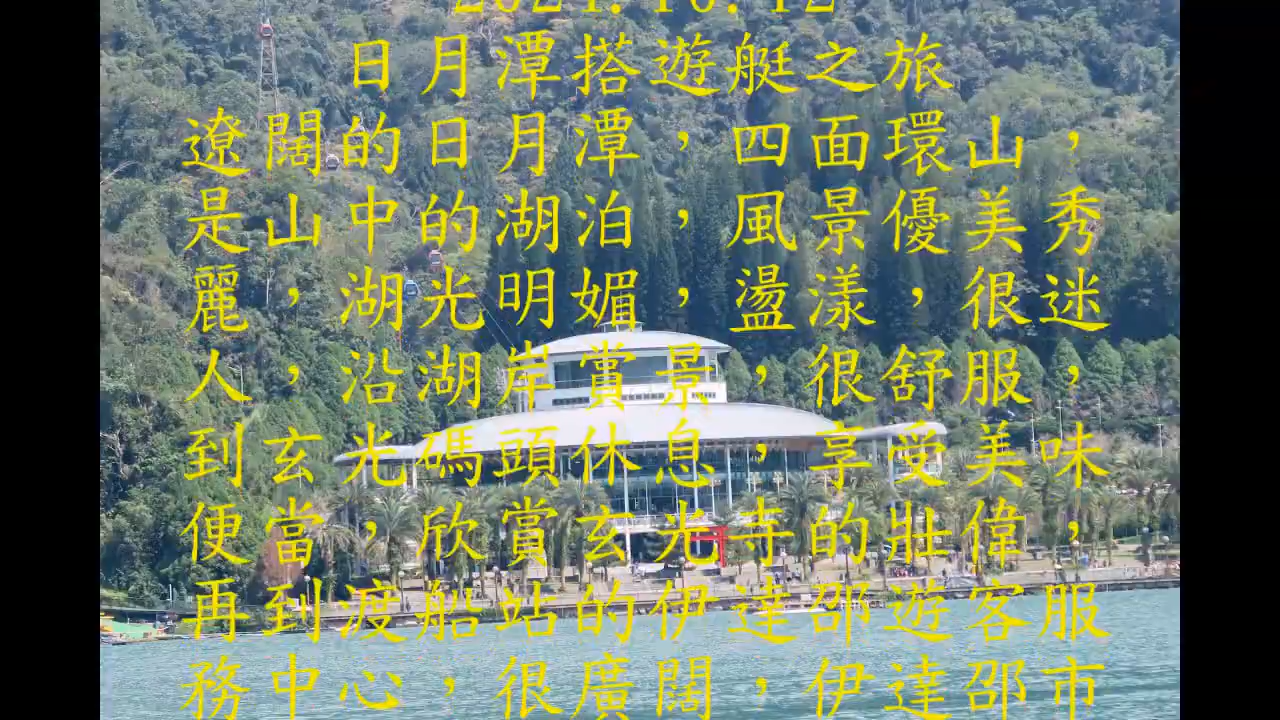 2024.10.12
日月潭搭遊艇之旅
遼闊的日月潭，四面環山，
是山中的湖泊，風景優美秀
麗，湖光明媚，盪漾，很迷
人，沿湖岸賞景，很舒服，
到玄光碼頭休息，享受美味
便當，欣賞玄光寺的壯偉，
再到渡船站的伊達邵遊客服
務中心，很廣闊，伊達邵市